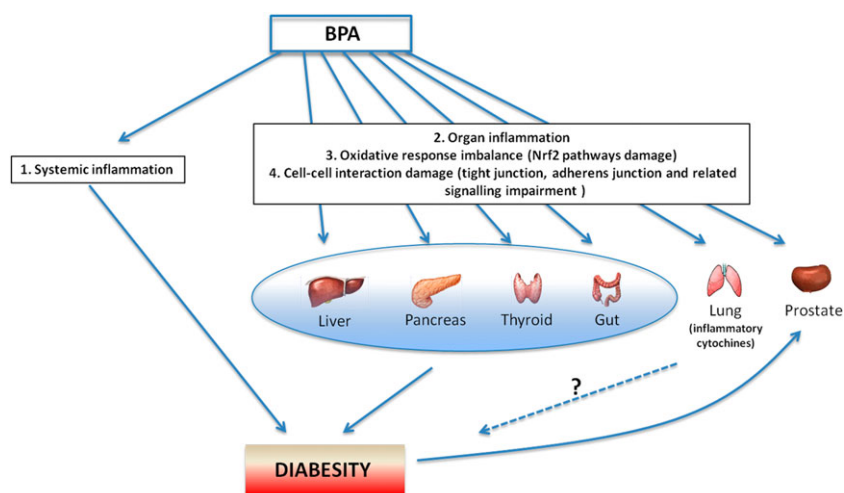 BPA
1. Systemic inflammation
2. Organ inflammation
3. Oxidative response imbalance (Nrf2 pathways damage)
4. Cell-cell interaction damage (tight junction, adherens junction and related
signalling impairment )
Liver
Pancreas
Thyroid
Gut
Lung
(inflammatory
cytochines)
Prostate
?
DIABESITY